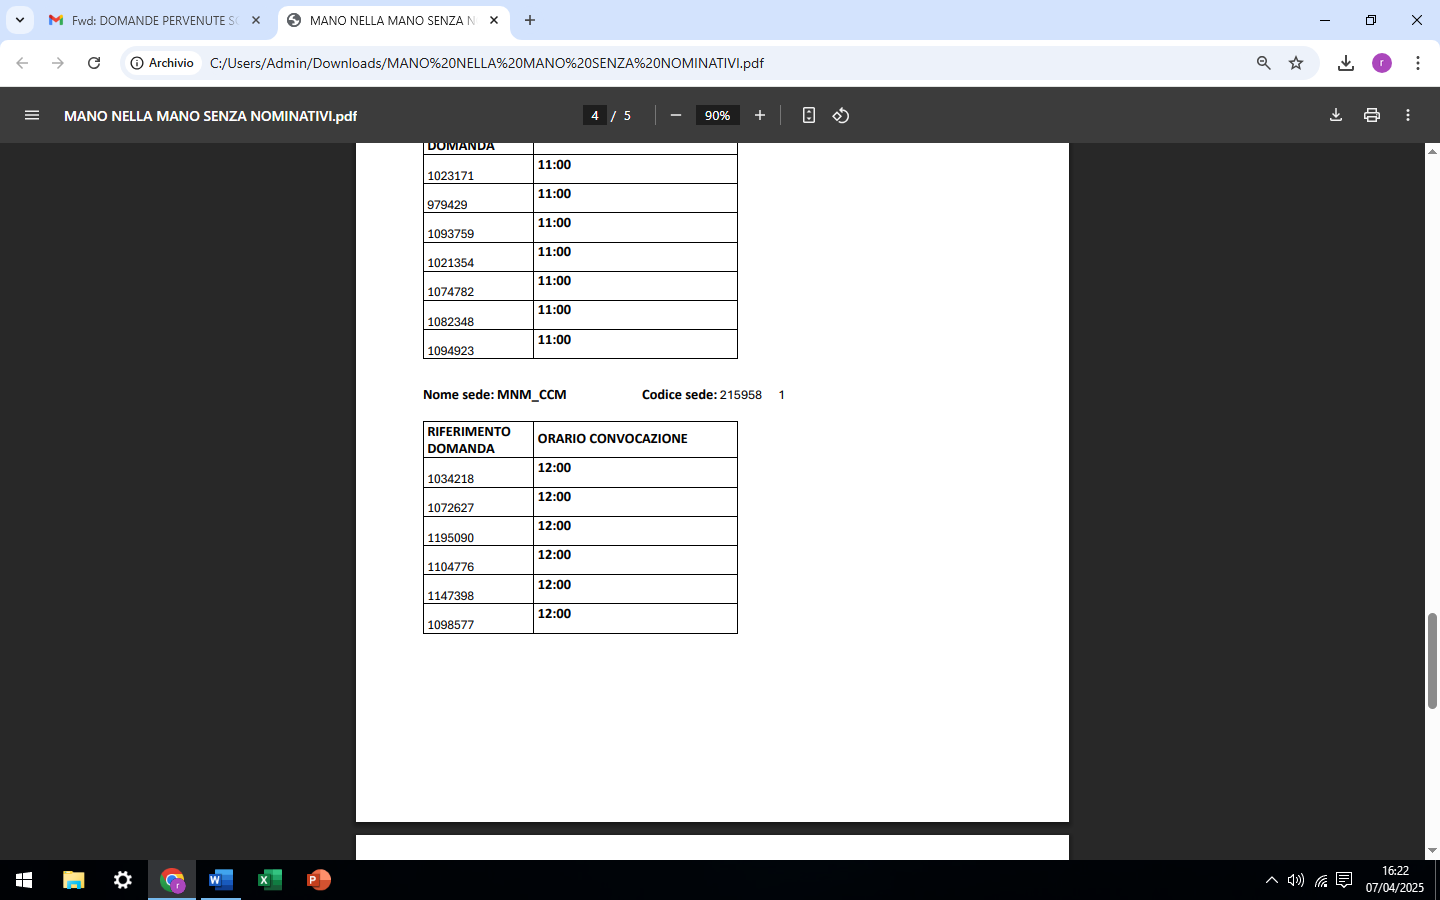 Fwd: DOMANDE PERVENUTE S
MANO NELLA MANO SENZA N
Archivio
C:/Users/Admin/Downloads/MANO%20NELLA%20MANO%20SENZA%20NOMINATIVI.pdf
r
MANO NELLA MANO SENZA NOMINATIVI.pdf
4 / 5
90%
DOMANDA
1023171 11:00
979429 11:00
1093759 11:00
1021354 11:00
1074782 11:00
1082348 11:00
1094923 11:00
Nome sede: MNM_CCM Codice sede: 215958 1
RIFERIMENTO DOMANDA ORARIO CONVOCAZIONE
1034218 12:00
1072627 12:00
1195090 12:00
1104776 12:00
1147398 12:00
1098577 12:00
16:22
07/04/2025